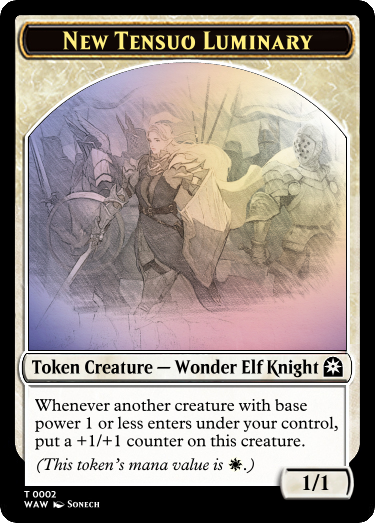 New Tensuo Luminary
Token Creature — Wonder Elf Knight
Whenever another creature with base
power 1 or less enters under your control,
put a +1/+1 counter on this creature.
(This token's mana value is .)
1/1
T 0002
WAW Sonech